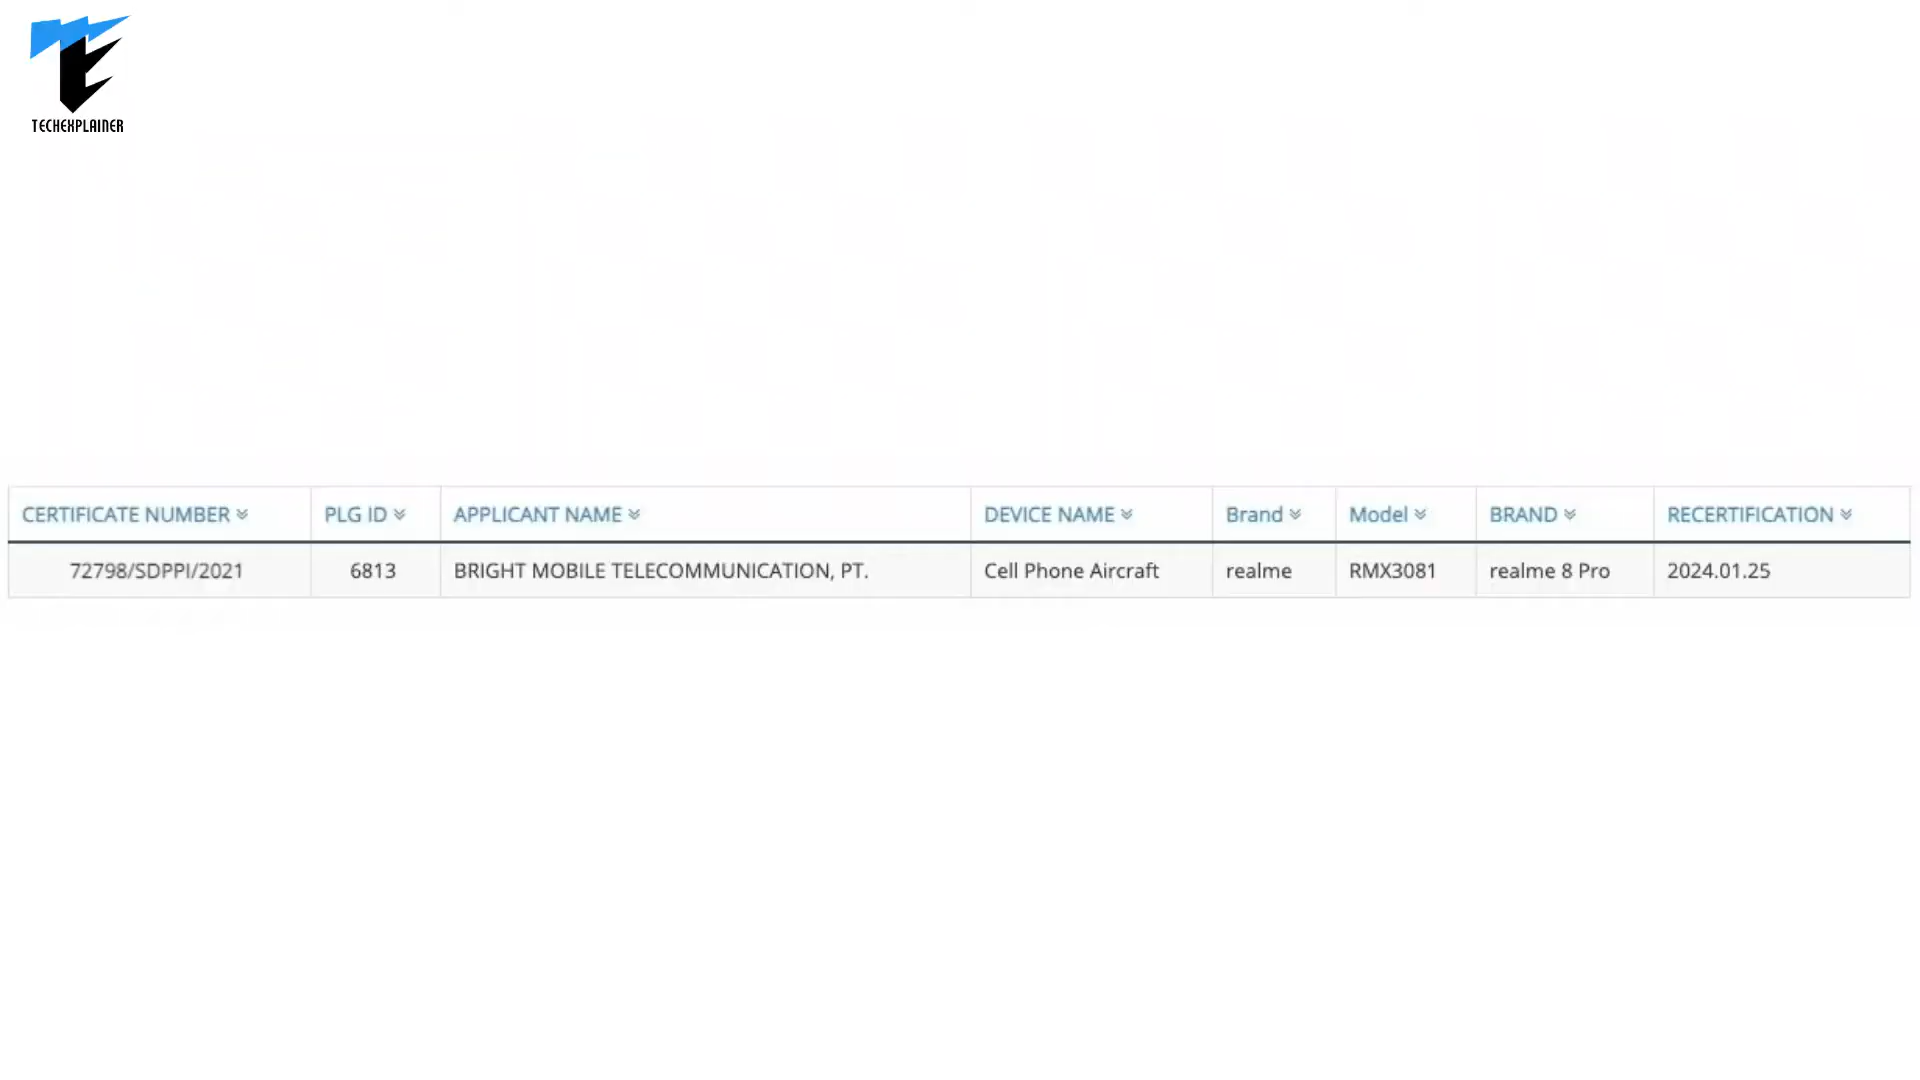 TECHEXPLAINER
CERTIFICATE NUMBER PLG ID APPLICANT NAME DEVICE NAME Brand Model BRAND RECERTIFICATION
72798/SDPPI/2021 6813 BRIGHT MOBILE TELECOMMUNICATION, PT. Cell Phone Aircraft realme RMX3081 realme 8 Pro 2024.01.25